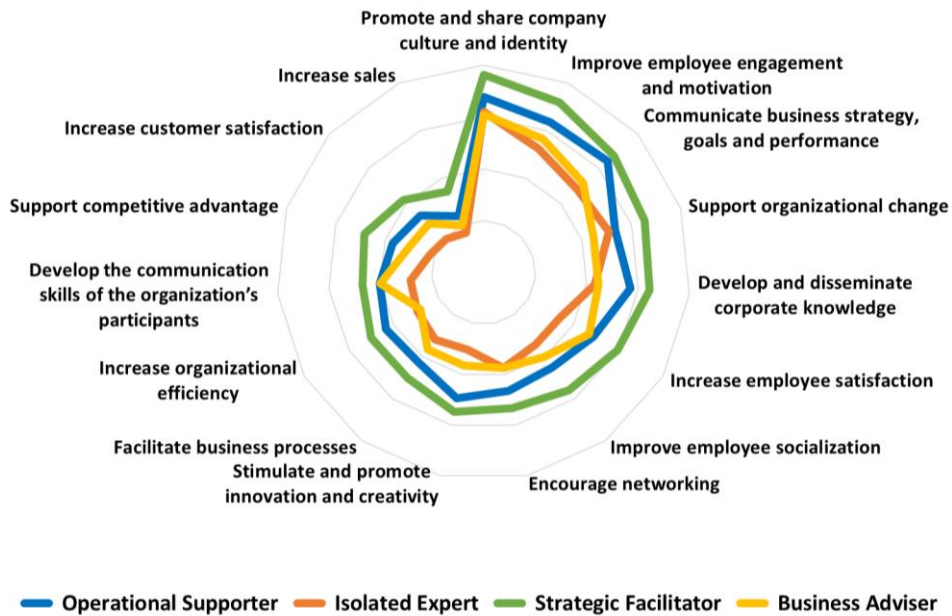 Promote and share company
culture and identity
Improve employee engagement
and motivation
Communicate business strategy,
goals and performance
Support organizational change
Develop and disseminate
corporate knowledge
Increase employee satisfaction
Improve employee socialization
Encourage networking
Stimulate and promote
innovation and creativity
Facilitate business processes
Increase organizational
efficiency
Develop the communication
skills of the organization’s
participants
Support competitive advantage
Increase customer satisfaction
Increase sales
Operational Supporter
Isolated Expert
Strategic Facilitator
Business Adviser